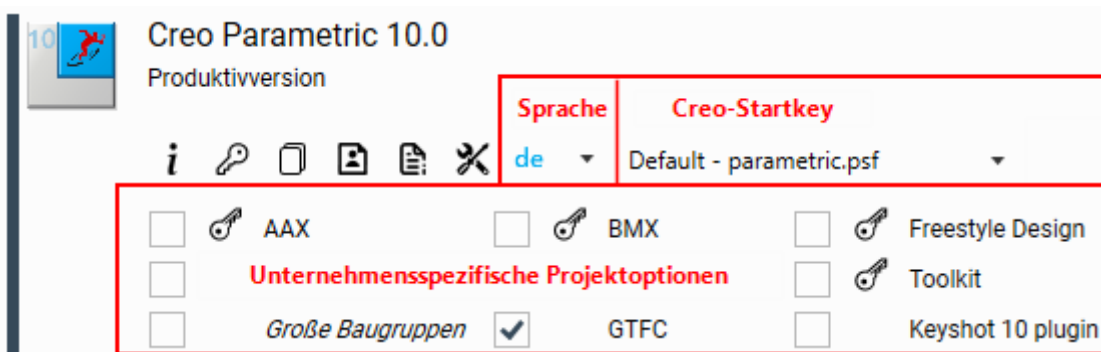 10
Creo Parametric 10.0
Produktivversion
Sprache Creo-Startkey
i de Default - parametric.psf
AAX BMX Freestyle Design
Unternehmensspezifische Projektoptionen Toolkit
Große Baugruppen GTFC Keyshot 10 plugin